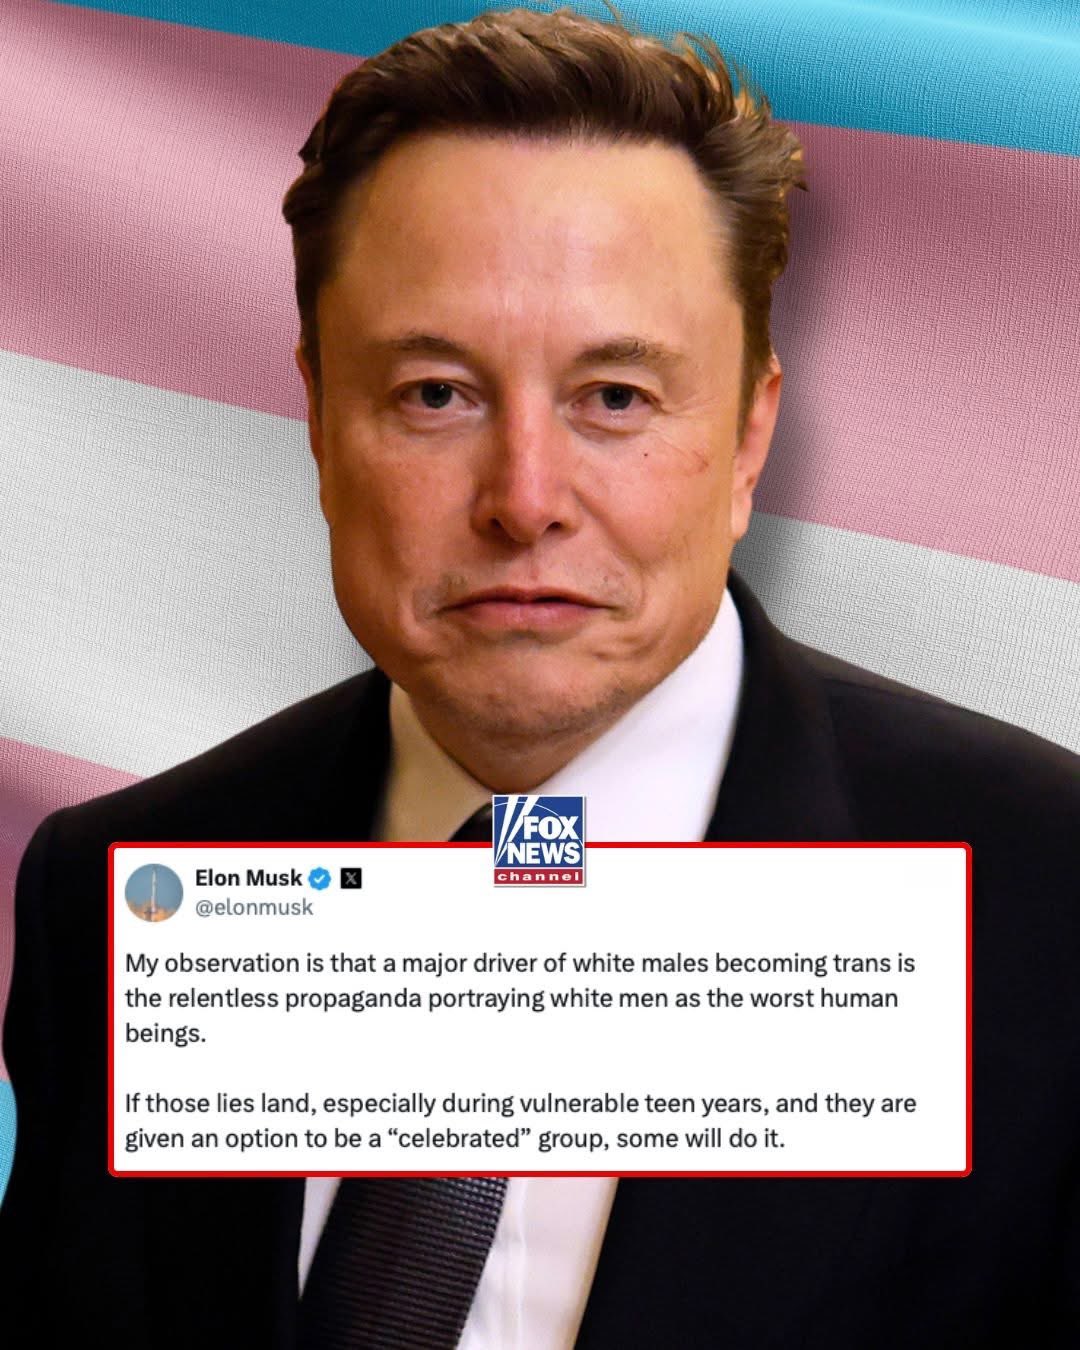 FOX
NEWS
channel
Elon Musk
@elonmusk
My observation is that a major driver of white males becoming trans is
the relentless propaganda portraying white men as the worst human
beings.
If those lies land, especially during vulnerable teen years, and they are
given an option to be a “celebrated” group, some will do it.